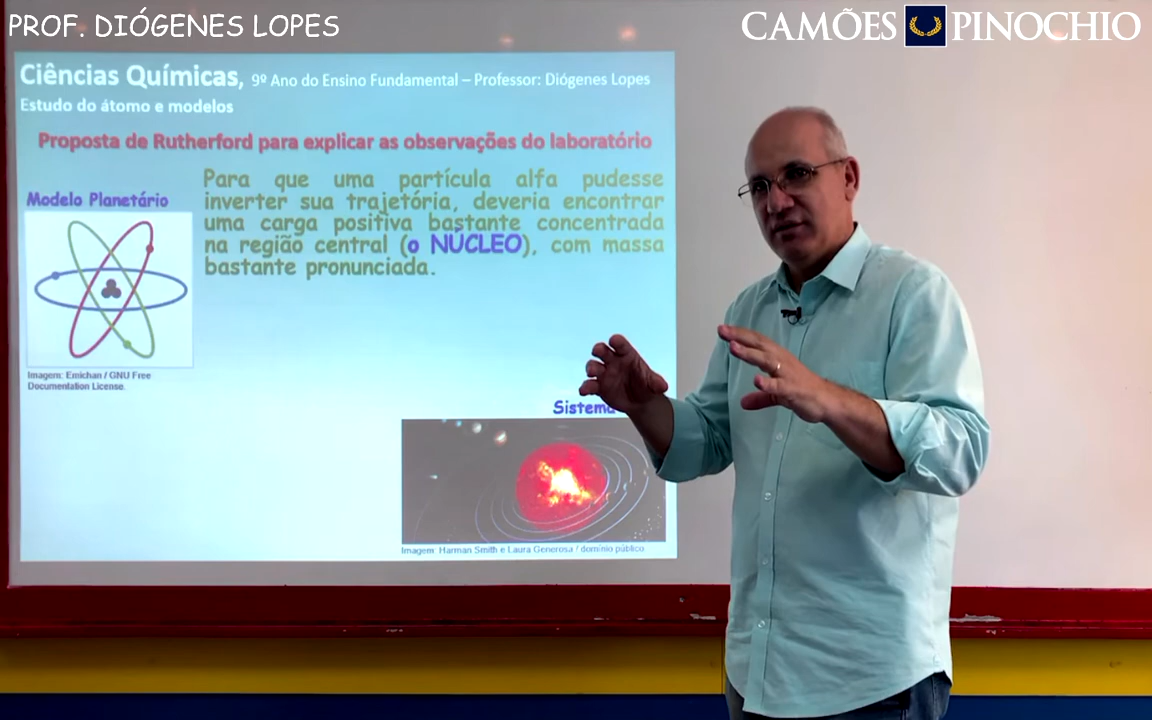 PROF. DIÓGENES LOPES
CAMÕES PINOCHIO
Ciências Químicas, 9º Ano do Ensino Fundamental – Professor: Diógenes Lopes
Estudo do átomo e modelos
Proposta de Rutherford para explicar as observações do laboratório
Modelo Planetário
Para que uma partícula alfa pudesse
inverter sua trajetória, deveria encontrar
uma carga positiva bastante concentrada
na região central (o NÚCLEO), com massa
bastante pronunciada.
Imagem: Emichan / GNU Free
Documentation License.
Sistema
Imagem: Harman Smith e Laura Generosa / domínio público